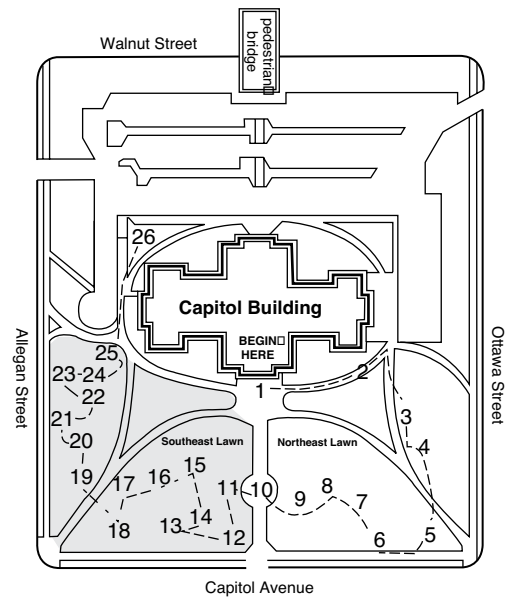 Walnut Street
pedestrian
bridge
26
Capitol Building
BEGIN
HERE
Allegan Street
Ottawa Street
25
2
23 24
1
22
3
21
20
4
Southeast Lawn
Northeast Lawn
19
17
16
15
11
10
9
8
7
18
13
14
12
6
5
Capitol Avenue